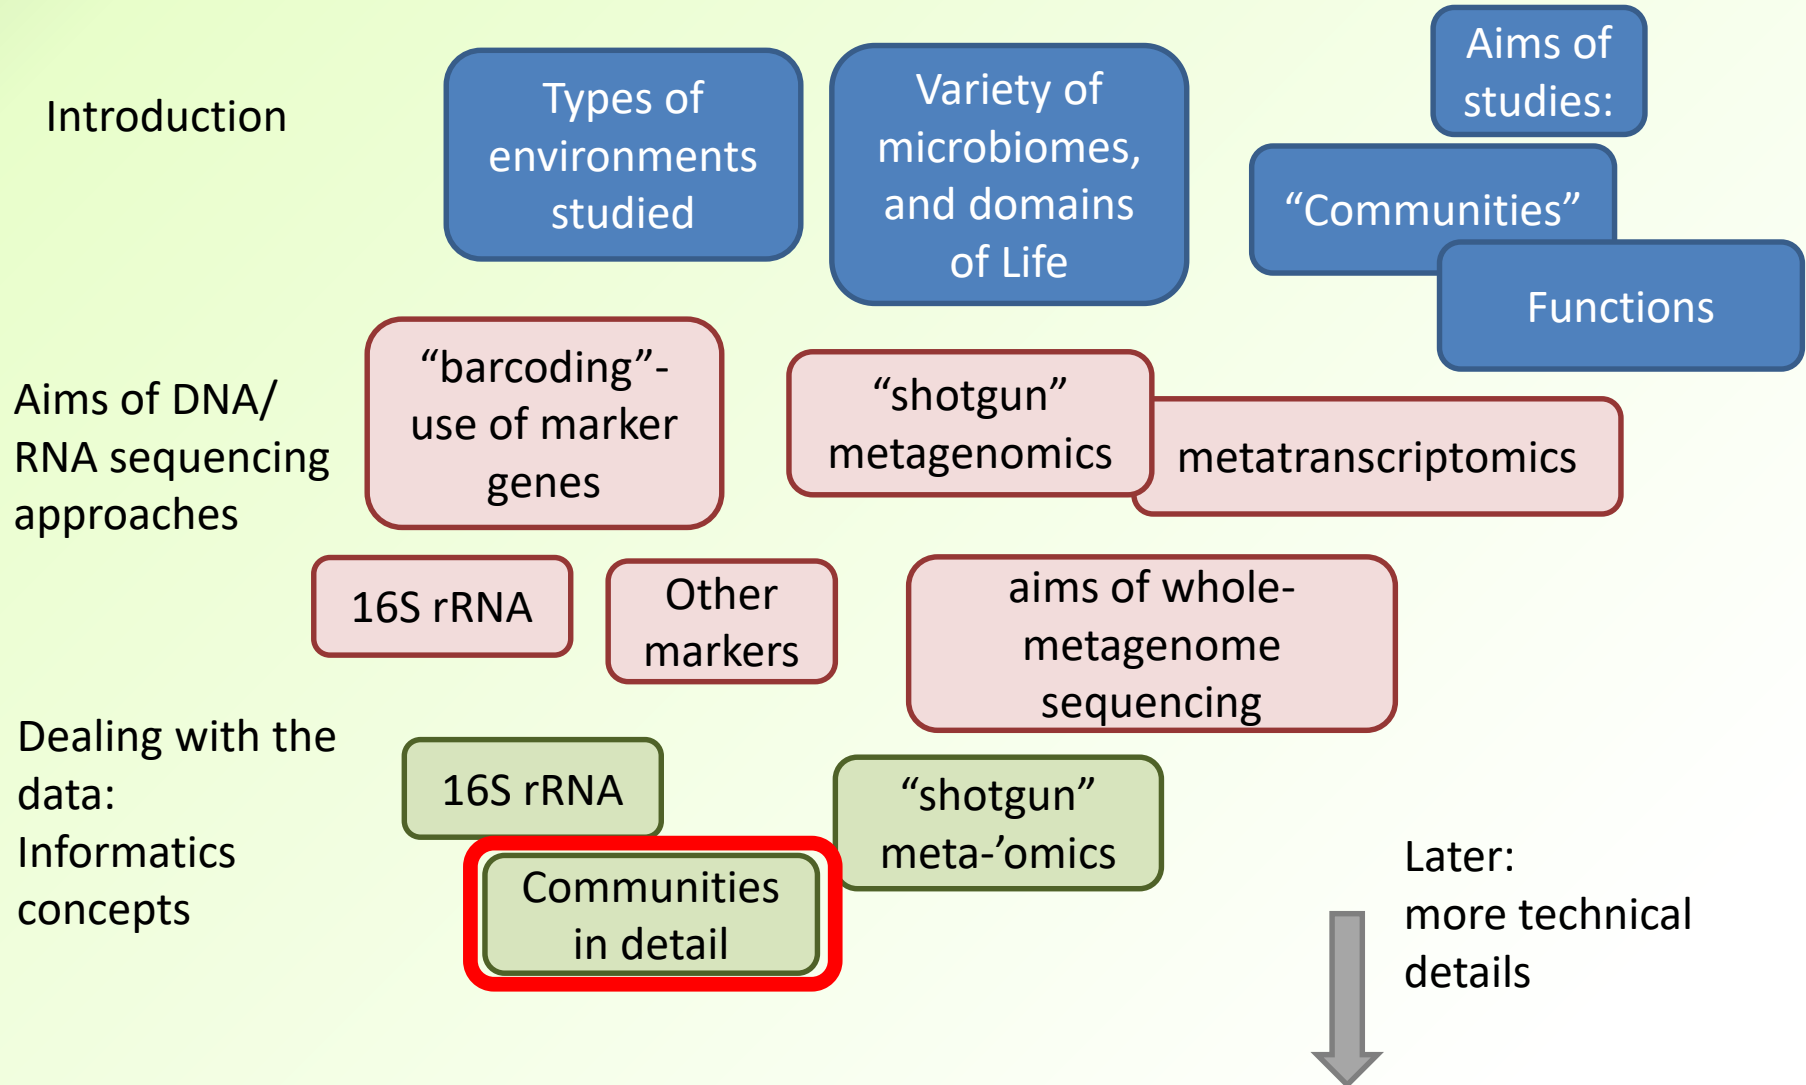 Introduction
Types of
environments
studied
Variety of
microbiomes,
and domains
of Life
Aims of
studies:
“Communities”
Functions
Aims of DNA/
RNA sequencing
approaches
“barcoding”-
use of marker
genes
“shotgun”
metagenomics
metatranscriptomics
16S rRNA
Other
markers
aims of whole-
metagenome
sequencing
Dealing with the
data:
Informatics
concepts
16S rRNA
Communities
in detail
“shotgun”
meta-’omics
Later:
more technical
details